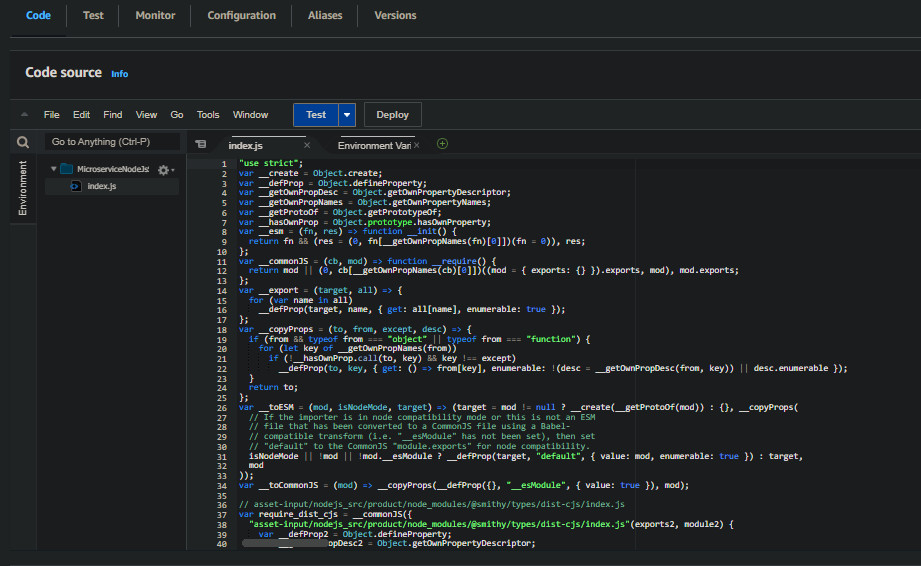 Code Test Monitor Configuration Aliases Versions
Code source Info
File Edit Find View Go Tools Window Test Deploy
Go to Anything (Ctrl-P) index.js Environment Vari
Environment
MicroserviceNodeJs
index.js
1 "use strict";
2 var __create = Object.create;
3 var __defProp = Object.defineProperty;
4 var __getOwnPropDesc = Object.getOwnPropertyDescriptor;
5 var __getOwnPropNames = Object.getOwnPropertyNames;
6 var __getProtoOf = Object.getPrototypeOf;
7 var __hasOwnProp = Object.prototype.hasOwnProperty;
8 var __esm = (fn, res) => function __init() {
9 return fn && (res = (0, fn[__getOwnPropNames(fn)[0]])(fn = 0)), res;
10 };
11 var __commonJS = (cb, mod) => function __require() {
12 return mod || (0, cb[__getOwnPropNames(cb)[0]])((mod = { exports: {} }).exports, mod), mod.exports;
13 };
14 var __export = (target, all) => {
15 for (var name in all)
16 __defProp(target, name, { get: all[name], enumerable: true });
17 };
18 var __copyProps = (to, from, except, desc) => {
19 if (from && typeof from === "object" || typeof from === "function") {
20 for (let key of __getOwnPropNames(from))
21 if (!__hasOwnProp.call(to, key) && key !== except)
22 __defProp(to, key, { get: () => from[key], enumerable: !(desc = __getOwnPropDesc(from, key)) || desc.enumerable });
23 }
24 return to;
25 };
26 var __toESM = (mod, isNodeMode, target) => (target = mod != null ? __create(__getProtoOf(mod)) : {}, __copyProps(
27 // If the importer is in node compatibility mode or this is not an ESM
28 // file that has been converted to a CommonJS file using a Babel-
29 // compatible transform (i.e. "__esModule" has not been set), then set
30 // "default" to the CommonJS "module.exports" for node compatibility.
31 isNodeMode || !mod || !mod.__esModule ? __defProp(target, "default", { value: mod, enumerable: true }) : target,
32 mod
33 ));
34 var __toCommonJS = (mod) => __copyProps(__defProp({}, "__esModule", { value: true }), mod);
35
36 // asset-input/nodejs_src/product/node_modules/@smithy/types/dist-cjs/index.js
37 var require_dist_cjs = __commonJS({
38 "asset-input/nodejs_src/product/node_modules/@smithy/types/dist-cjs/index.js"(exports2, module2) {
39 var __defProp2 = Object.defineProperty;
40 opDesc2 = Object.getOwnPropertyDescriptor;